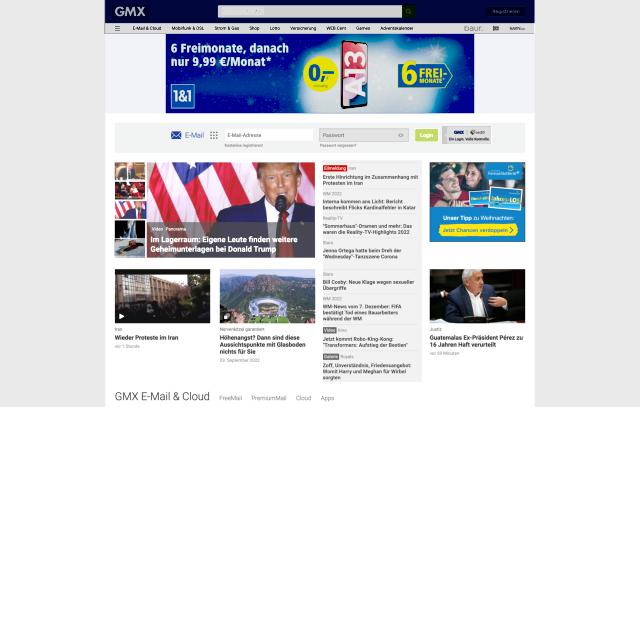 GMX
Registrieren
E-Mail & Cloud
Mobilfunk & DSL
Strom & Gas
Shop
Lotto
Versicherung
WEB.Cent
Games
Adventskalender
baur.
6 Freimonate, danach
nur 9,99 €/Monat*
1&1
0,–
A13
6 FREI-
MONATE*
E-Mail
E-Mail-Adresse
Passwort
Login
Kostenlos registrieren!
Passwort vergessen?
GMX
Ein Login. Volle Kontrolle.
Video Panorama
Im Lagerraum: Eigene Leute finden weitere
Geheimunterlagen bei Donald Trump
Eilmeldung Iran
Erste Hinrichtung im Zusammenhang mit
Protesten im Iran
WM 2022
Interna kommen ans Licht: Bericht
beschreibt Flicks Kardinalfehler in Katar
Reality-TV
"Sommerhaus"-Dramen und mehr: Das
waren die Reality-TV-Highlights 2022
Stars
Jenna Ortega hatte beim Dreh der
"Wednesday"-Tanzszene Corona
Stars
Bill Cosby: Neue Klage wegen sexueller
Übergriffe
WM 2022
WM-News vom 7. Dezember: FIFA
bestätigt Tod eines Bauarbeiters
während der WM
Video Kino
Jetzt kommt Robo-King-Kong:
"Transformers: Aufstieg der Bestien"
Galerie Royals
Zoff, Unverständnis, Friedensangebot:
Womit Harry und Meghan für Wirbel
sorgten
Unser Tipp zu Weihnachten:
Jetzt Chancen verdoppeln
Iran
Wieder Proteste im Iran
vor 1 Stunde
Nervenkitzel garantiert
Höhenangst? Dann sind diese
Aussichtspunkte mit Glasboden
nichts für Sie
09. September 2022
Justiz
Guatemalas Ex-Präsident Pérez zu
16 Jahren Haft verurteilt
vor 59 Minuten
GMX E-Mail & Cloud
FreeMail
PremiumMail
Cloud
Apps